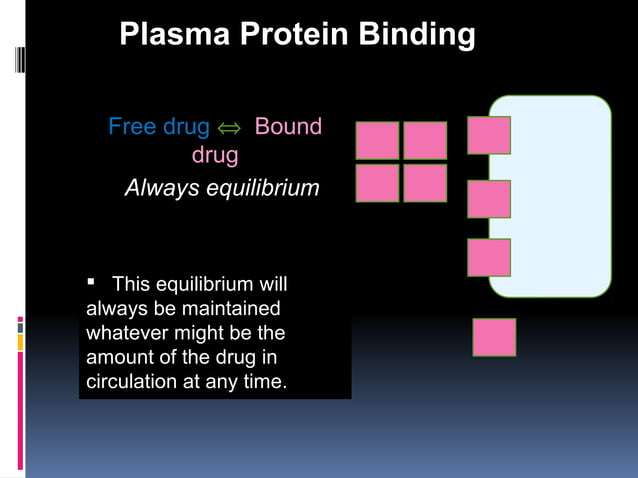 Plasma Protein Binding
Free drug ⇔ Bound
drug
Always equilibrium
▪ This equilibrium will
always be maintained
whatever might be the
amount of the drug in
circulation at any time.